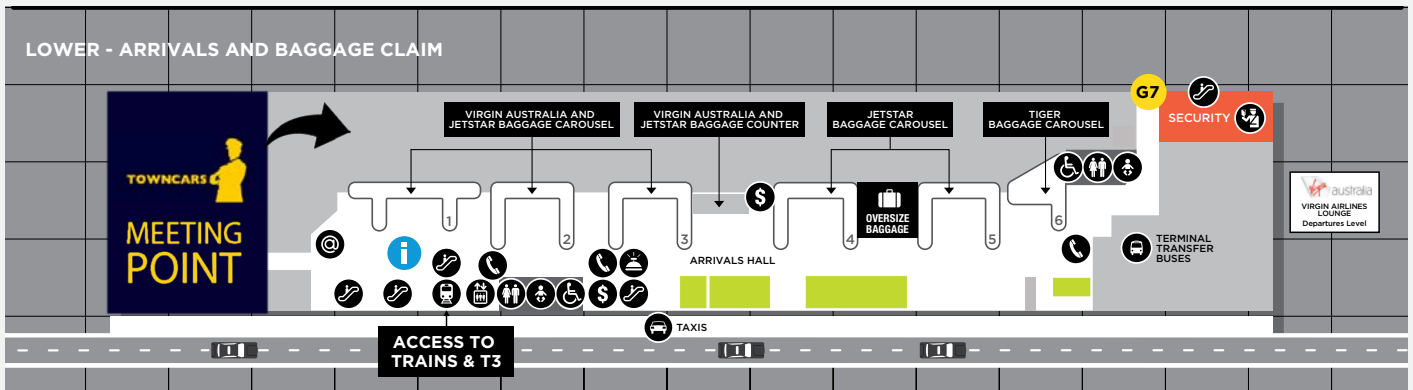 LOWER - ARRIVALS AND BAGGAGE CLAIM
TOWNCARS
MEETING
POINT
VIRGIN AUSTRALIA AND
JETSTAR BAGGAGE CAROUSEL
VIRGIN AUSTRALIA AND
JETSTAR BAGGAGE COUNTER
JETSTAR
BAGGAGE CAROUSEL
TIGER
BAGGAGE CAROUSEL
G7
SECURITY
Virgin australia
VIRGIN AIRLINES
LOUNGE
Departures Level
$
OVERSIZE
BAGGAGE
1
2
3
4
5
6
@
i
ARRIVALS HALL
TERMINAL
TRANSFER
BUSES
$
TAXIS
ACCESS TO
TRAINS & T3